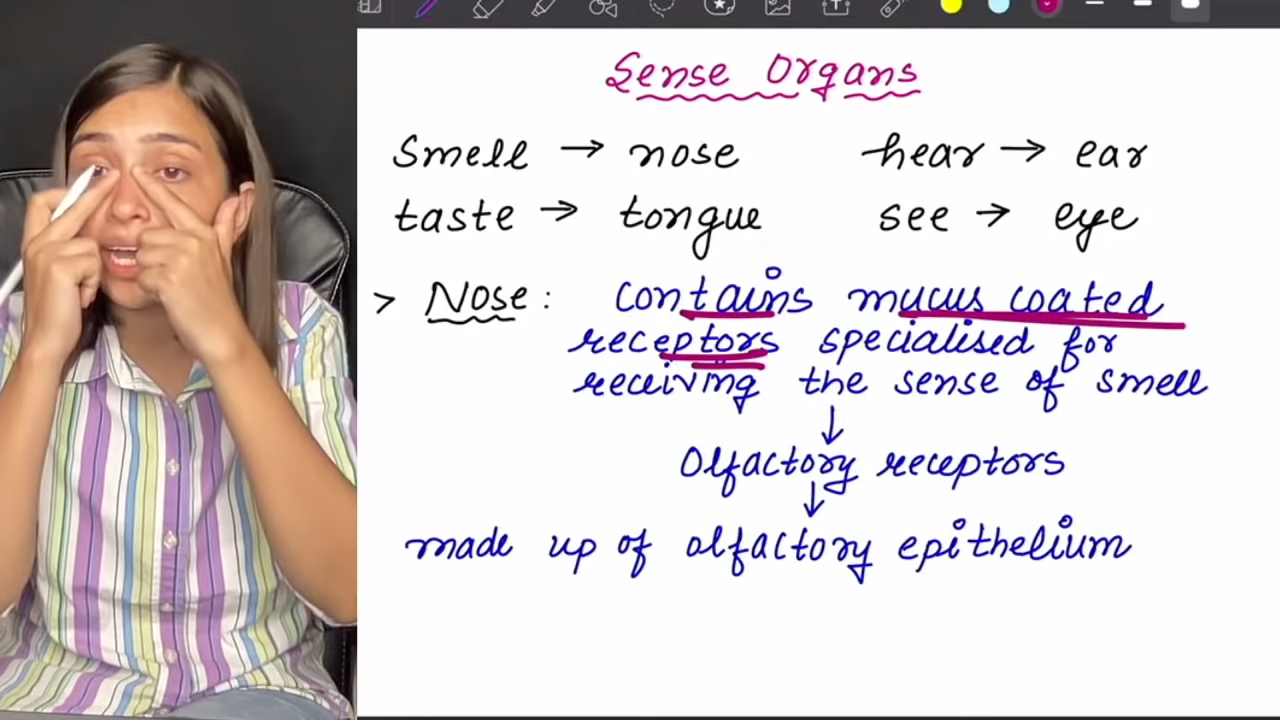 Sense Organs
Smell → nose hear → ear
taste → tongue see → eye
> Nose: Contains mucus coated
receptors specialised for
receiving the sense of smell
↓
Olfactory receptors
↓
made up of olfactory epithelium